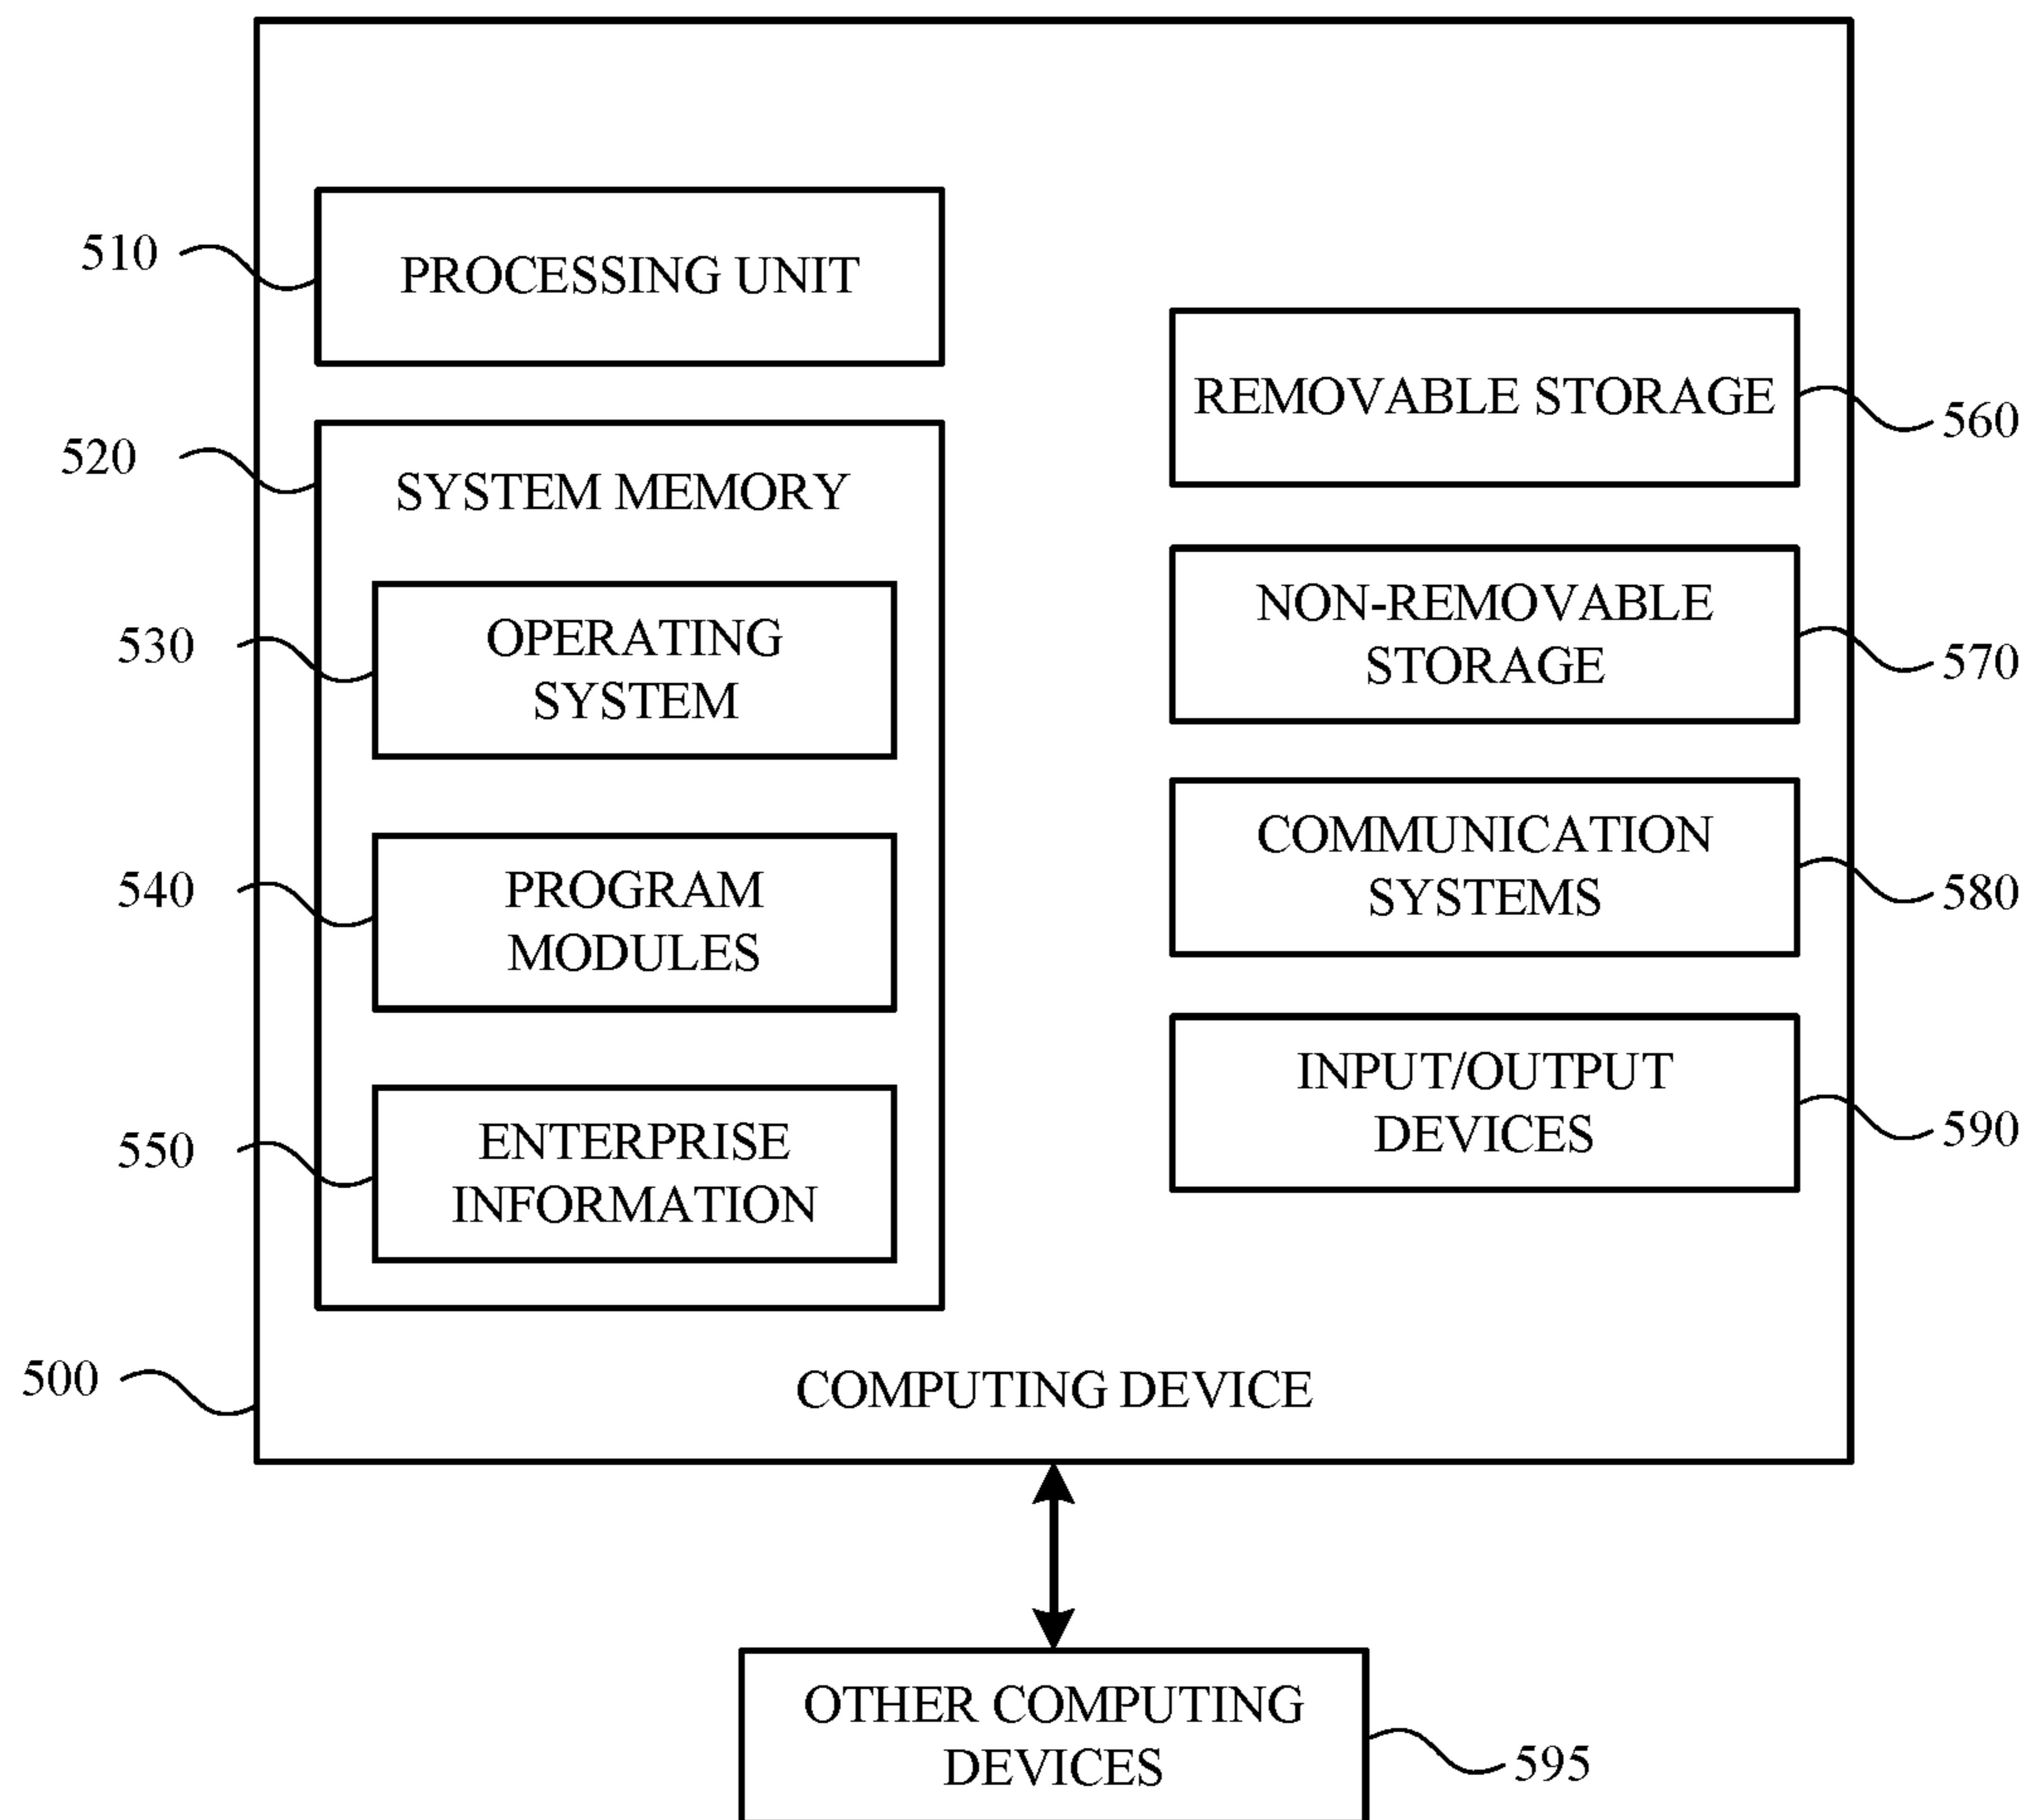 510
PROCESSING UNIT
520
SYSTEM MEMORY
530
OPERATING
SYSTEM
540
PROGRAM
MODULES
550
ENTERPRISE
INFORMATION
REMOVABLE STORAGE
560
NON-REMOVABLE
STORAGE
570
COMMUNICATION
SYSTEMS
580
INPUT/OUTPUT
DEVICES
590
500
COMPUTING DEVICE
OTHER COMPUTING
DEVICES
595